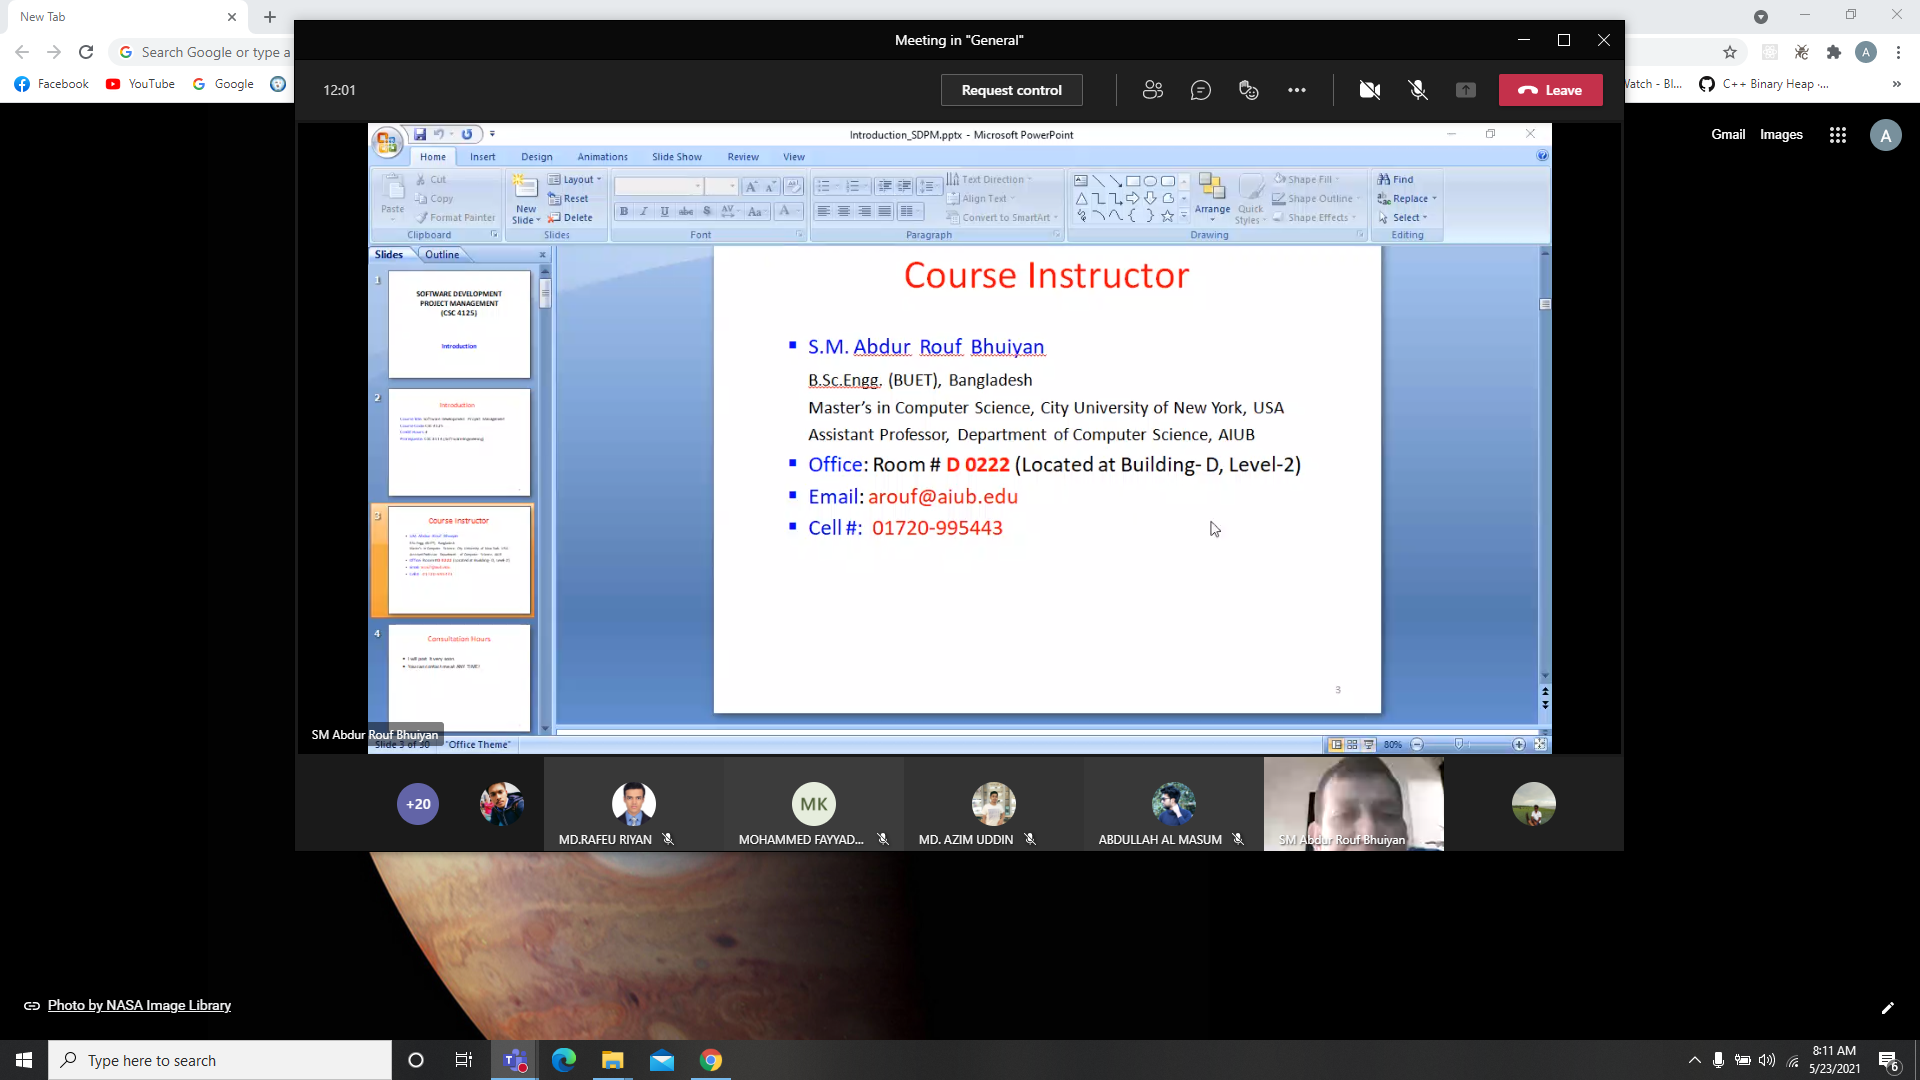 New Tab
Search Google or type a
Facebook
YouTube
Google
Meeting in "General"
12:01
Request control
Leave
Watch - Bl...
C++ Binary Heap -...
Gmail
Images
A
A
Introduction_SDPM.pptx - Microsoft PowerPoint
Home
Insert
Design
Animations
Slide Show
Review
View
Paste
Cut
Copy
Format Painter
Clipboard
New Slide
Layout
Reset
Delete
Slides
Font
Text Direction
Align Text
Convert to SmartArt
Paragraph
Arrange
Quick Styles
Shape Fill
Shape Outline
Shape Effects
Drawing
Find
Replace
Select
Editing
Slides
Outline
1
SOFTWARE DEVELOPMENT
PROJECT MANAGEMENT
(CSC 4125)
Introduction
2
Introduction
3
Course Instructor
4
Consultation Hours
Course Instructor
S.M. Abdur Rouf Bhuiyan
B.Sc.Engg. (BUET), Bangladesh
Master's in Computer Science, City University of New York, USA
Assistant Professor, Department of Computer Science, AIUB
Office: Room # D 0222 (Located at Building- D, Level-2)
Email: arouf@aiub.edu
Cell #: 01720-995443
3
SM Abdur Rouf Bhuiyan
Slide 3 of 30
"Office Theme"
80%
+20
MD.RAFEU RIYAN
MK
MOHAMMED FAYYAD...
MD. AZIM UDDIN
ABDULLAH AL MASUM
SM Abdur Rouf Bhuiyan
Photo by NASA Image Library
Type here to search
8:11 AM
5/23/2021
6